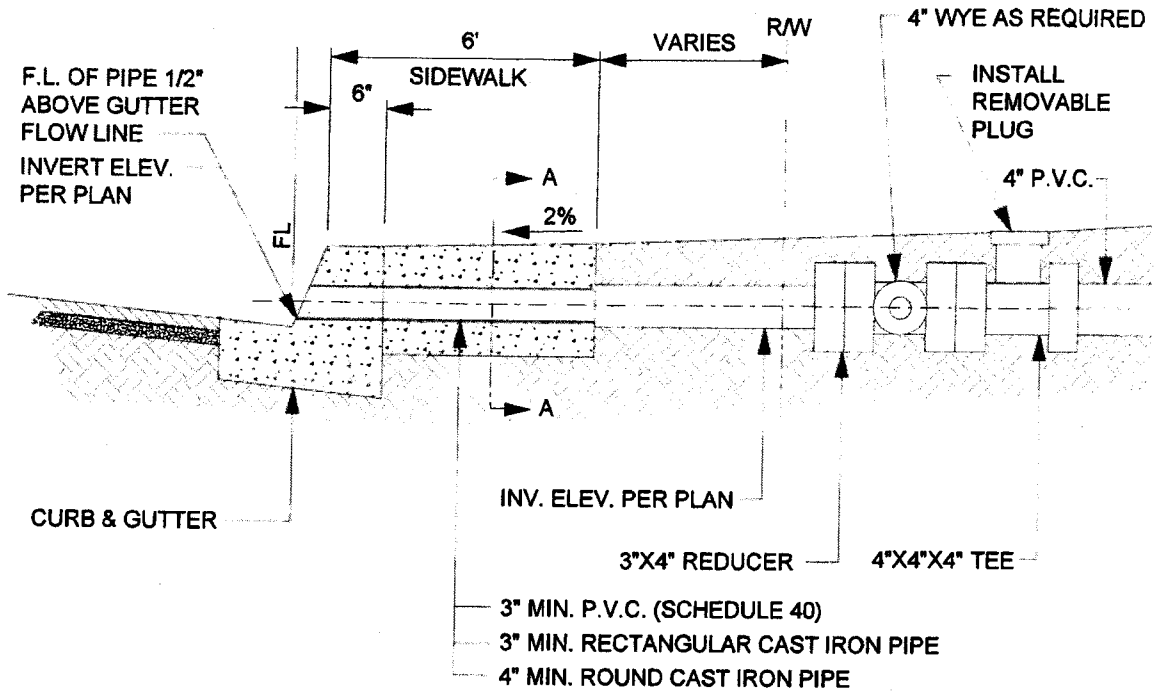 4" WYE AS REQUIRED
R/W
6'
VARIES
SIDEWALK
F.L. OF PIPE 1/2"
ABOVE GUTTER
FLOW LINE
INVERT ELEV.
PER PLAN
6"
INSTALL
REMOVABLE
PLUG
4" P.V.C.
A
2%
FL
A
INV. ELEV. PER PLAN
CURB & GUTTER
3"X4" REDUCER
4"X4"X4" TEE
3" MIN. P.V.C. (SCHEDULE 40)
3" MIN. RECTANGULAR CAST IRON PIPE
4" MIN. ROUND CAST IRON PIPE